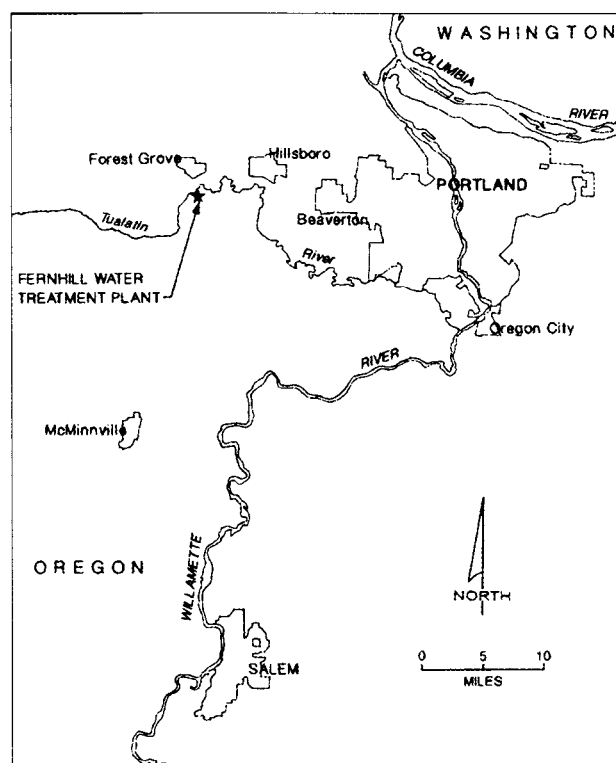 WASHINGTON
COLUMBIA
RIVER
Forest Grove
Hillsboro
PORTLAND
Beaverton
Tualatin
River
FERNHILL WATER
TREATMENT PLANT
Oregon City
RIVER
McMinnvill
OREGON
WILLAMETTE
NORTH
SALEM
0 5 10
MILES